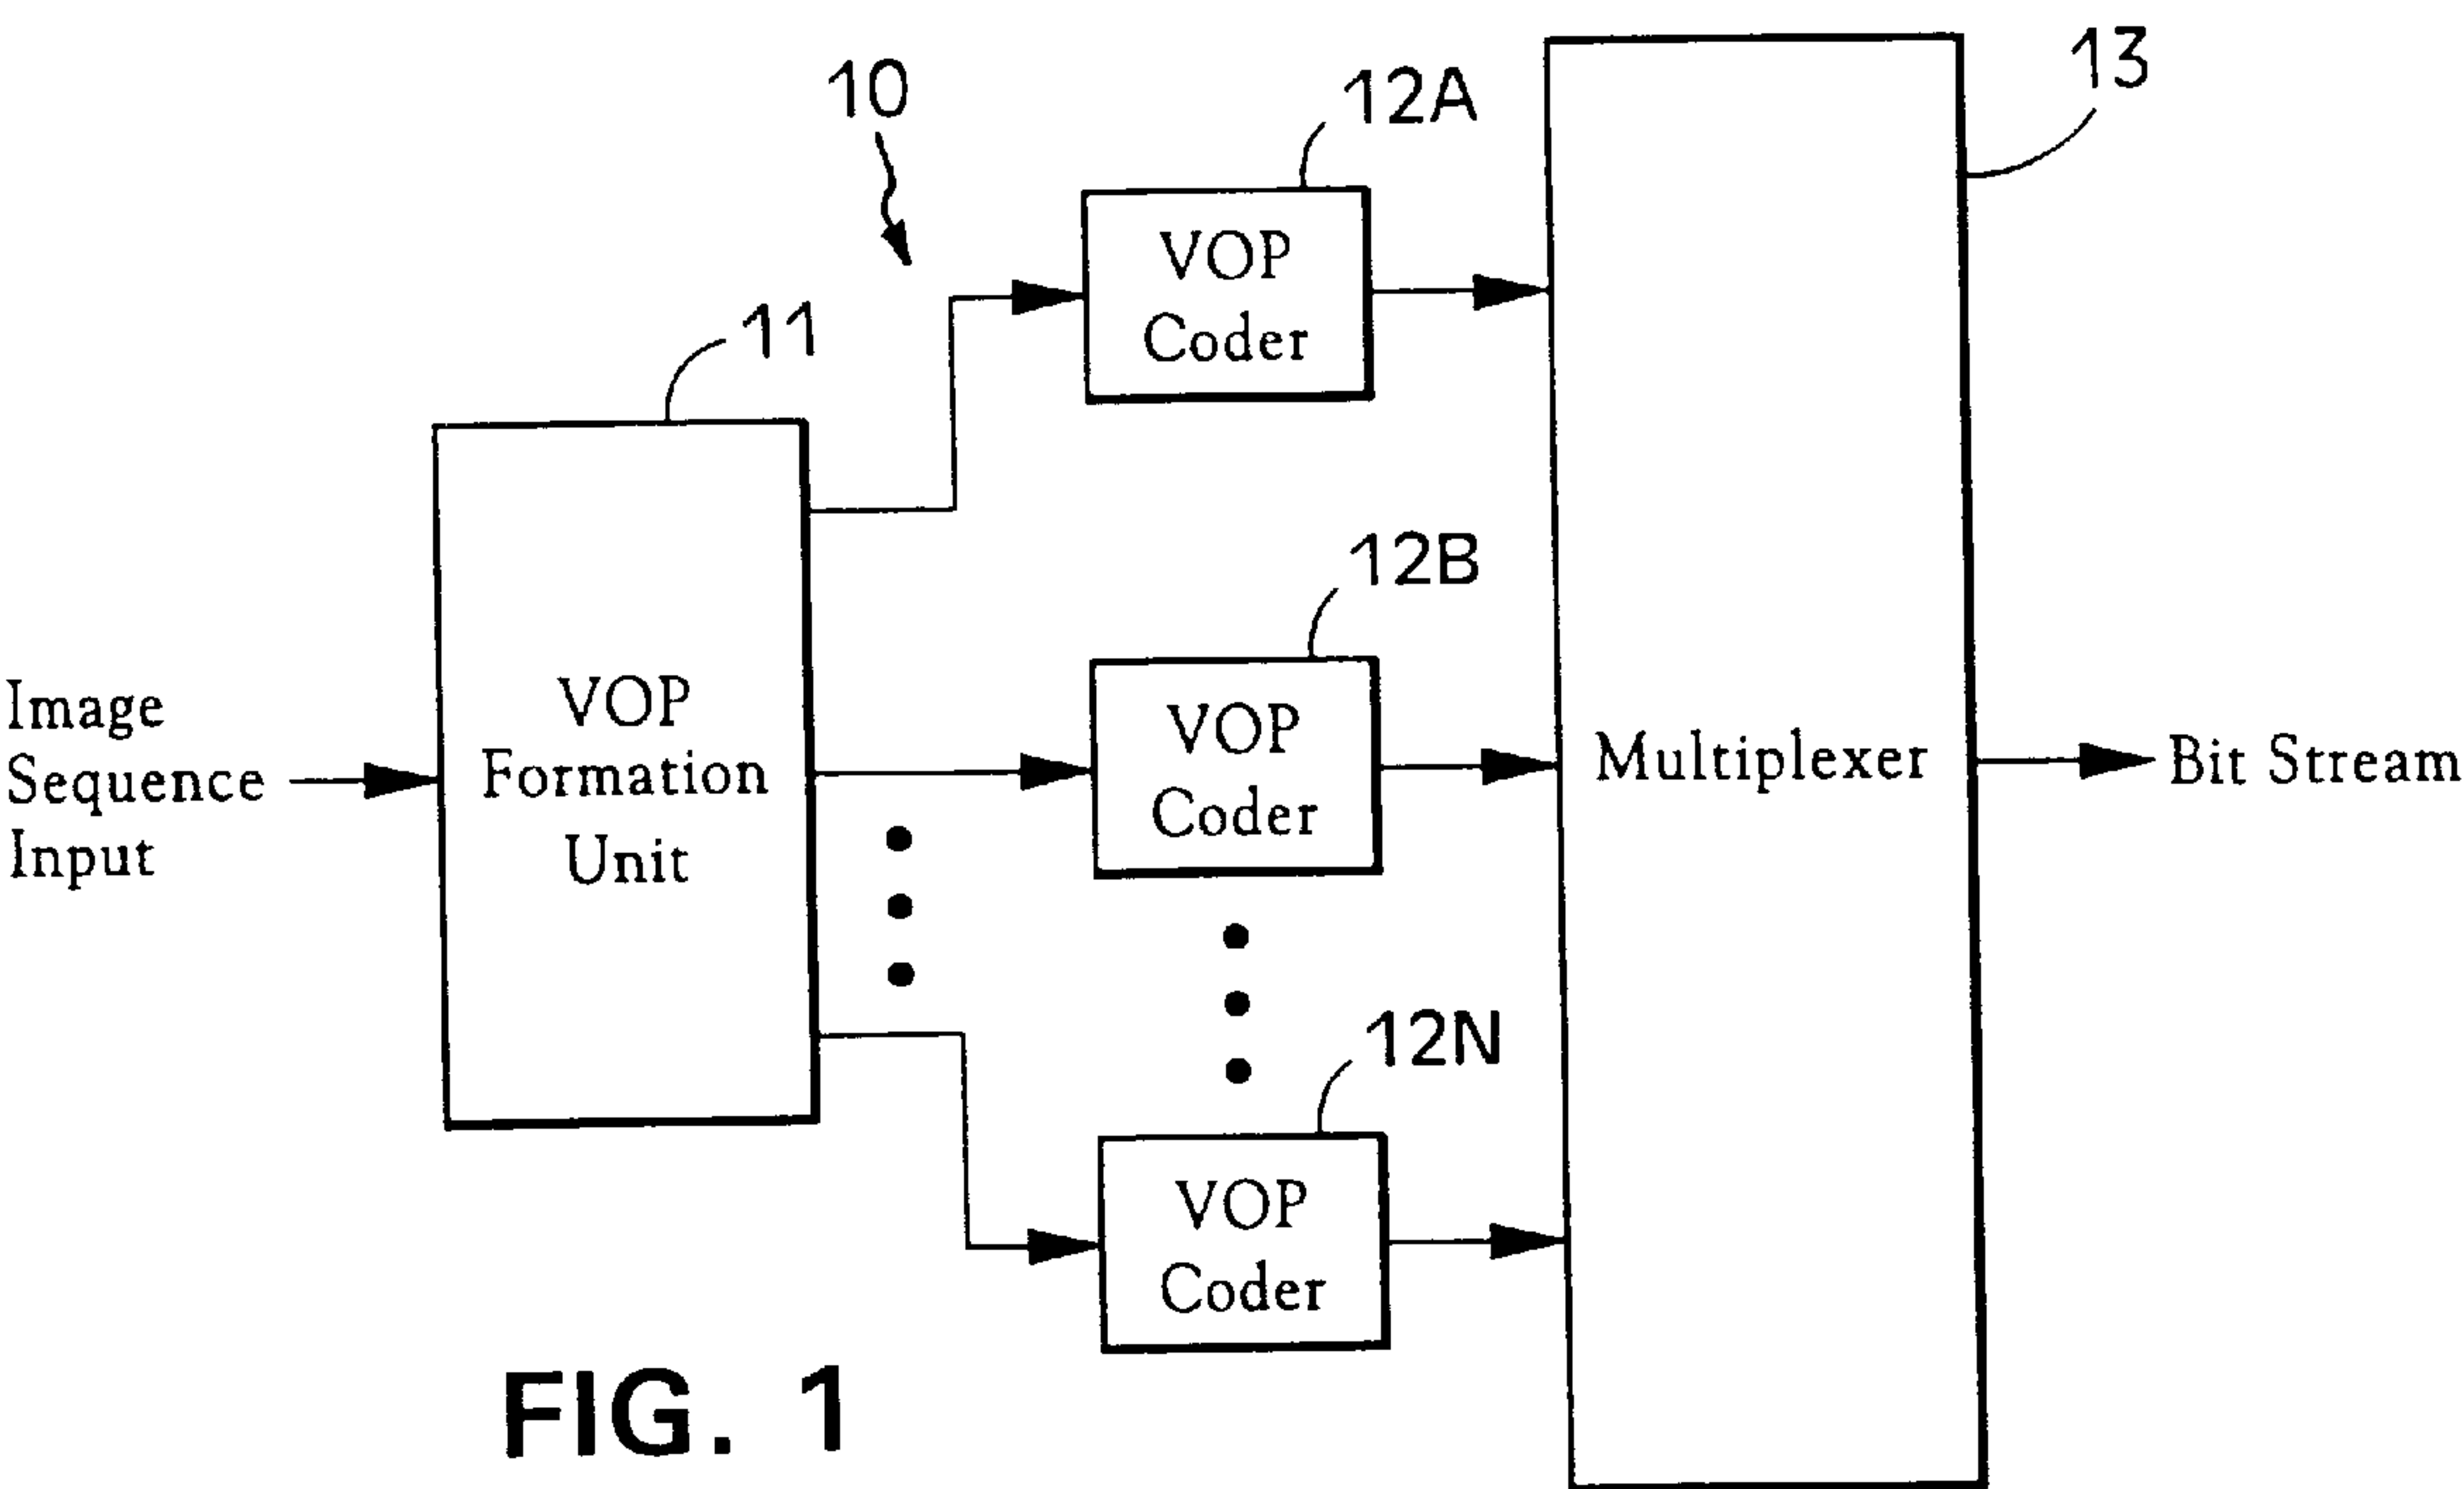 10
12A
13
VOP
Coder
11
12B
Image
Sequence
Input
VOP
Formation
Unit
VOP
Coder
Multiplexer
Bit Stream
12N
VOP
Coder
FIG. 1